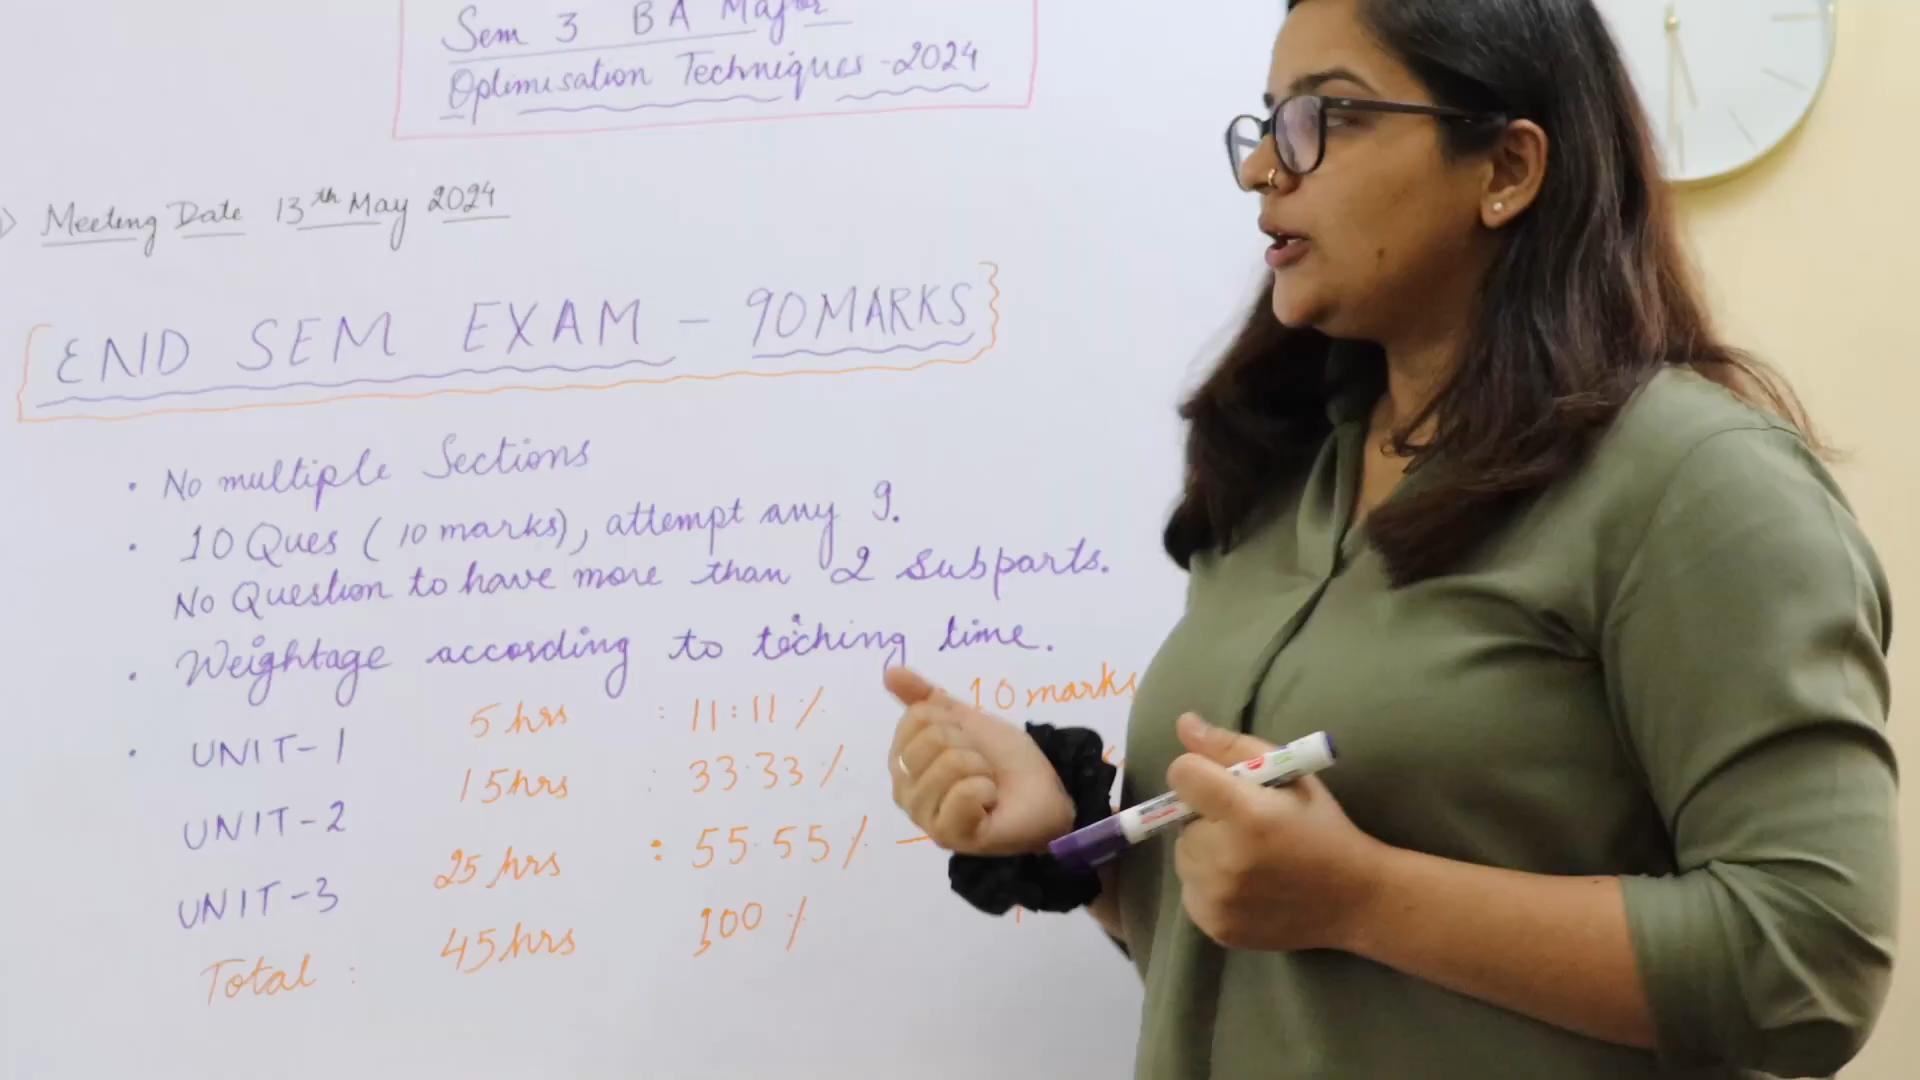 Sem 3 BA Major
Optimisation Techniques -2024
Meeting Date 13th May 2024
END SEM EXAM - 90MARKS
• No multiple Sections
• 10 Ques (10 marks), attempt any 9.
No Question to have more than 2 subparts.
• Weightage according to teching time.
• UNIT-1 5hrs : 11:11% 10 marks
UNIT-2 15hrs : 33.33%
UNIT-3 25 hrs : 55.55% —
Total : 45hrs 100%